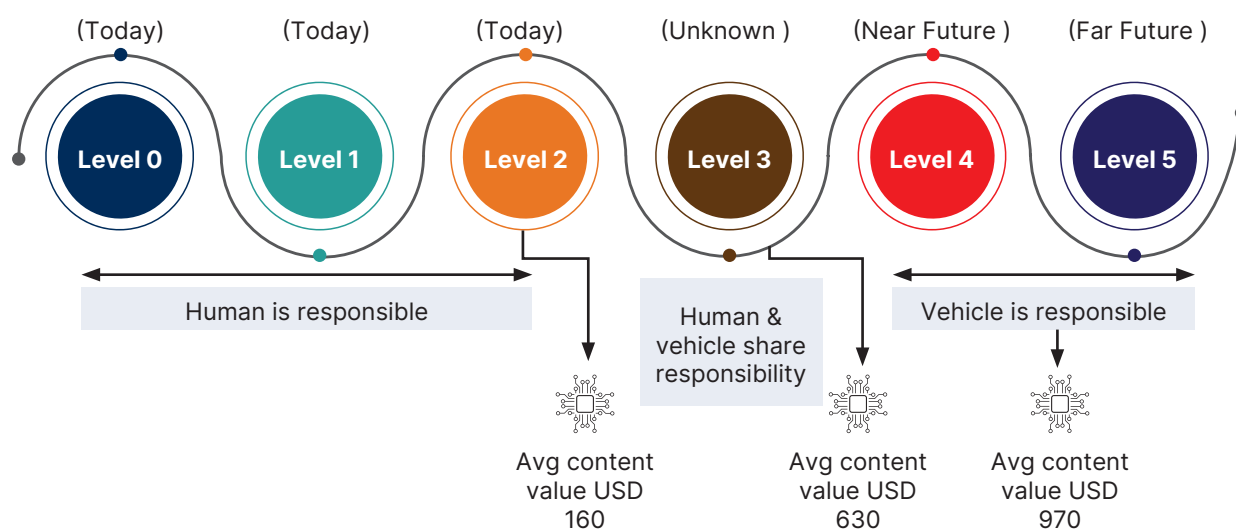 (Today)
(Today)
(Today)
(Unknown )
(Near Future )
(Far Future )
Level 0
Level 1
Level 2
Level 3
Level 4
Level 5
Human is responsible
Human &
vehicle share
responsibility
Vehicle is responsible
Avg content
value USD
160
Avg content
value USD
630
Avg content
value USD
970